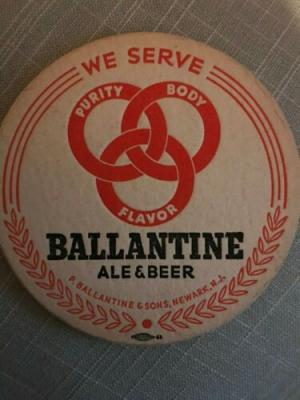 WE SERVE
PURITY
BODY
FLAVOR
BALLANTINE
ALE & BEER
P. BALLANTINE & SONS, NEWARK, N.J.